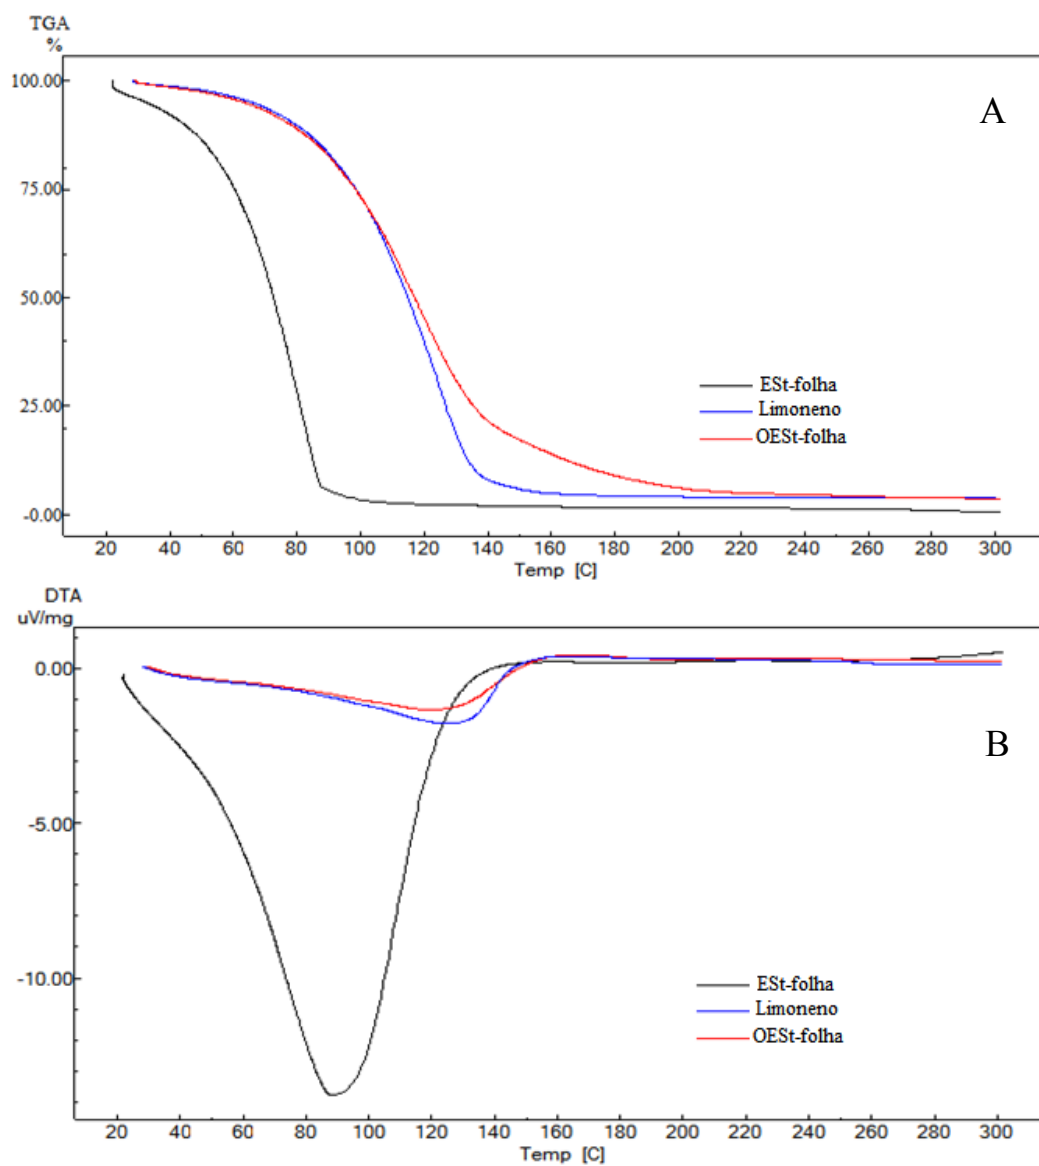 TGA
%
A
100.00
75.00
50.00
25.00
-0.00
ESt-folha
Limoneno
OESt-folha
20 40 60 80 100 120 140 160 180 200 220 240 260 280 300
Temp [C]
DTA
uV/mg
0.00
B
-5.00
-10.00
ESt-folha
Limoneno
OESt-folha
20 40 60 80 100 120 140 160 180 200 220 240 260 280 300
Temp [C]